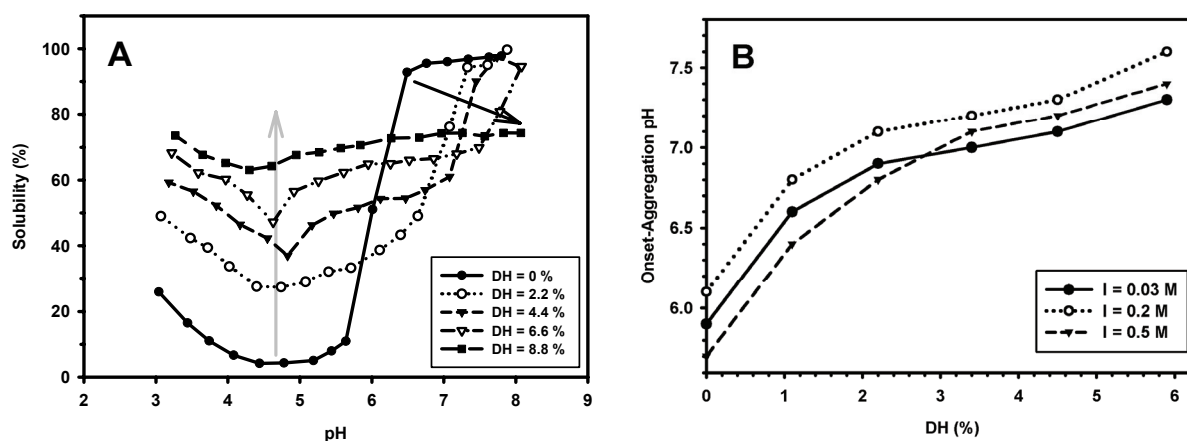 A
Solubility (%)
100
80
60
40
20
0
2 3 4 5 6 7 8 9
pH
DH = 0 %
DH = 2.2 %
DH = 4.4 %
DH = 6.6 %
DH = 8.8 %
B
Onset-Aggregation pH
7.5
7.0
6.5
6.0
0 1 2 3 4 5 6
DH (%)
I = 0.03 M
I = 0.2 M
I = 0.5 M